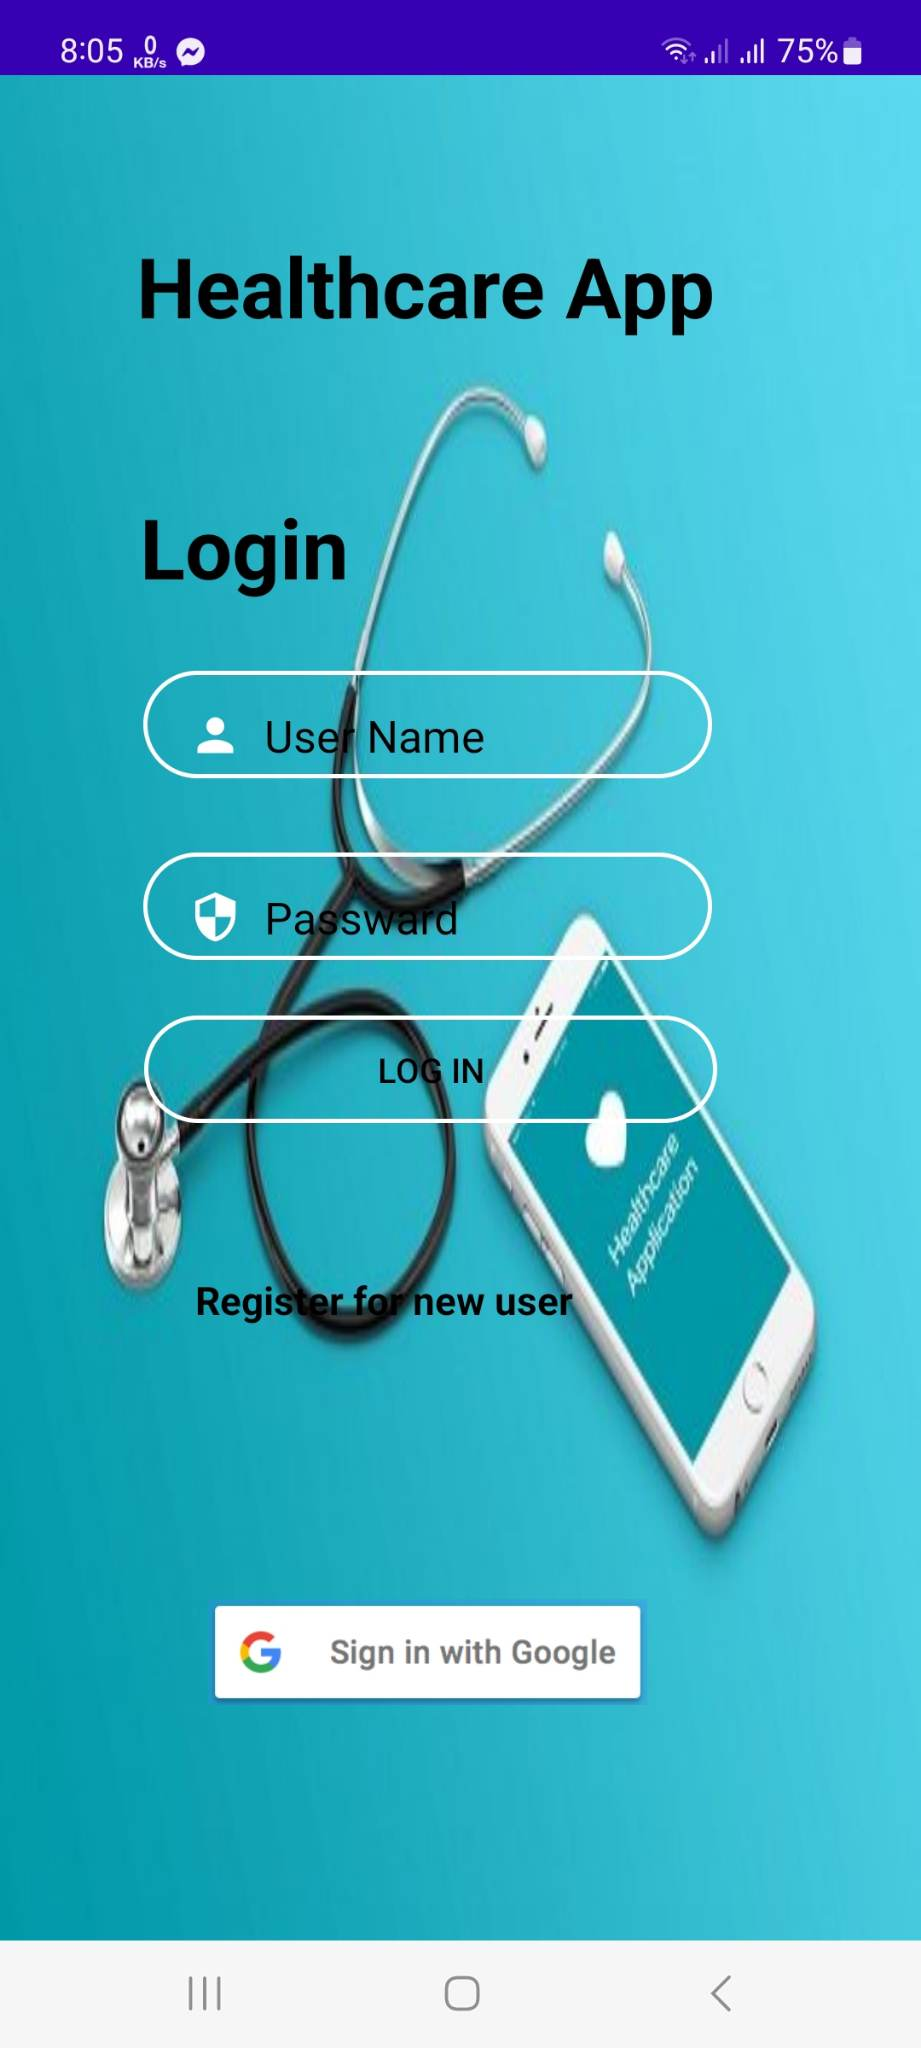 8:05 0 KB/s 75%
Healthcare App
Login
User Name
Passward
LOG IN
Healthcare
Application
Register for new user
Sign in with Google